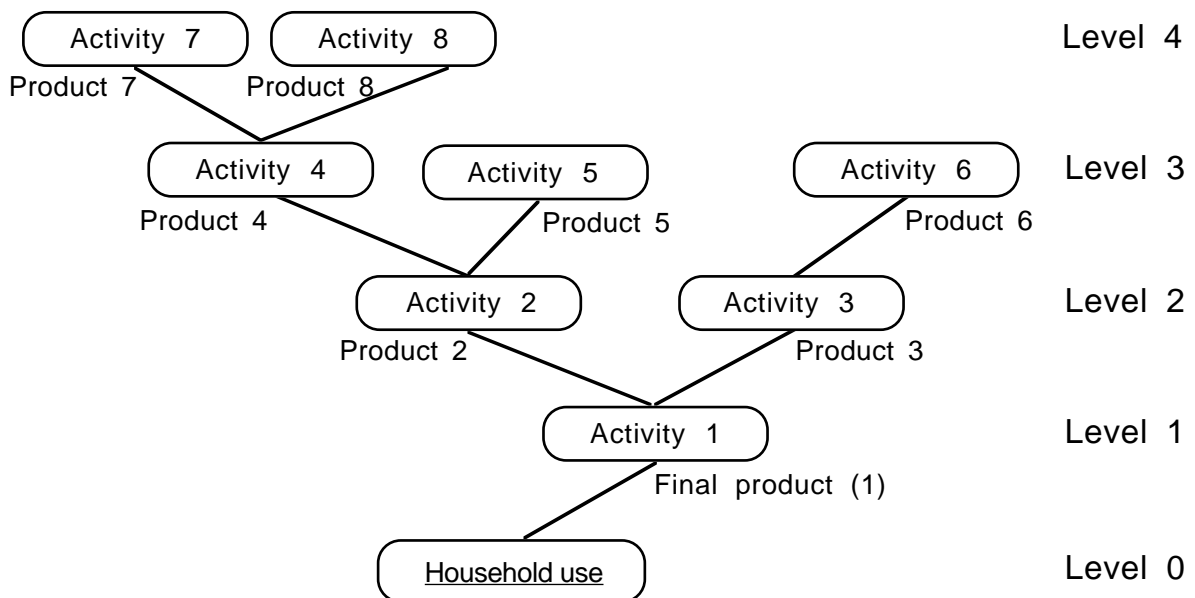 Activity 7
Activity 8
Level 4
Product 7
Product 8
Activity 4
Activity 5
Activity 6
Level 3
Product 4
Product 5
Product 6
Activity 2
Activity 3
Level 2
Product 2
Product 3
Activity 1
Level 1
Final product (1)
Household use
Level 0